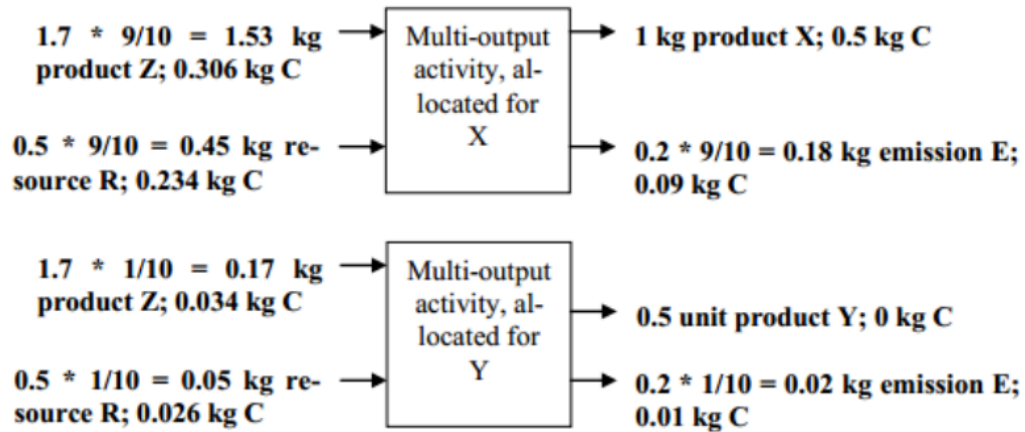 1.7 * 9/10 = 1.53 kg
product Z; 0.306 kg C
0.5 * 9/10 = 0.45 kg re-
source R; 0.234 kg C
Multi-output
activity, al-
located for
X
1 kg product X; 0.5 kg C
0.2 * 9/10 = 0.18 kg emission E;
0.09 kg C
1.7 * 1/10 = 0.17 kg
product Z; 0.034 kg C
0.5 * 1/10 = 0.05 kg re-
source R; 0.026 kg C
Multi-output
activity, al-
located for
Y
0.5 unit product Y; 0 kg C
0.2 * 1/10 = 0.02 kg emission E;
0.01 kg C